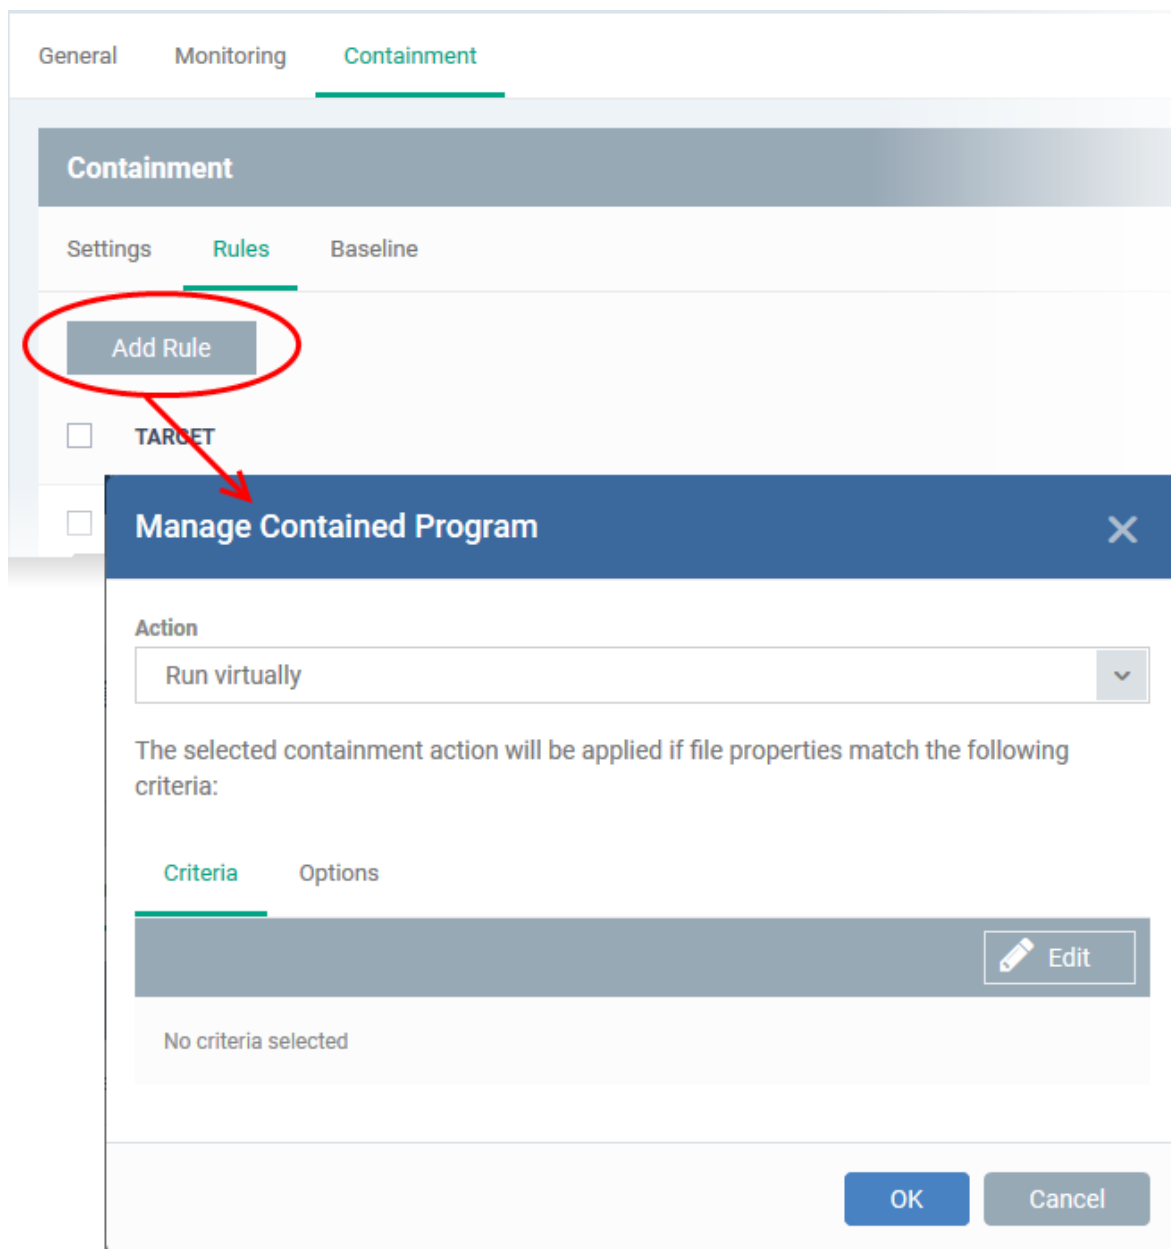 General Monitoring Containment
Containment
Settings Rules Baseline
Add Rule
TARGET
Manage Contained Program
Action
Run virtually
The selected containment action will be applied if file properties match the following
criteria:
Criteria Options
Edit
No criteria selected
OK Cancel